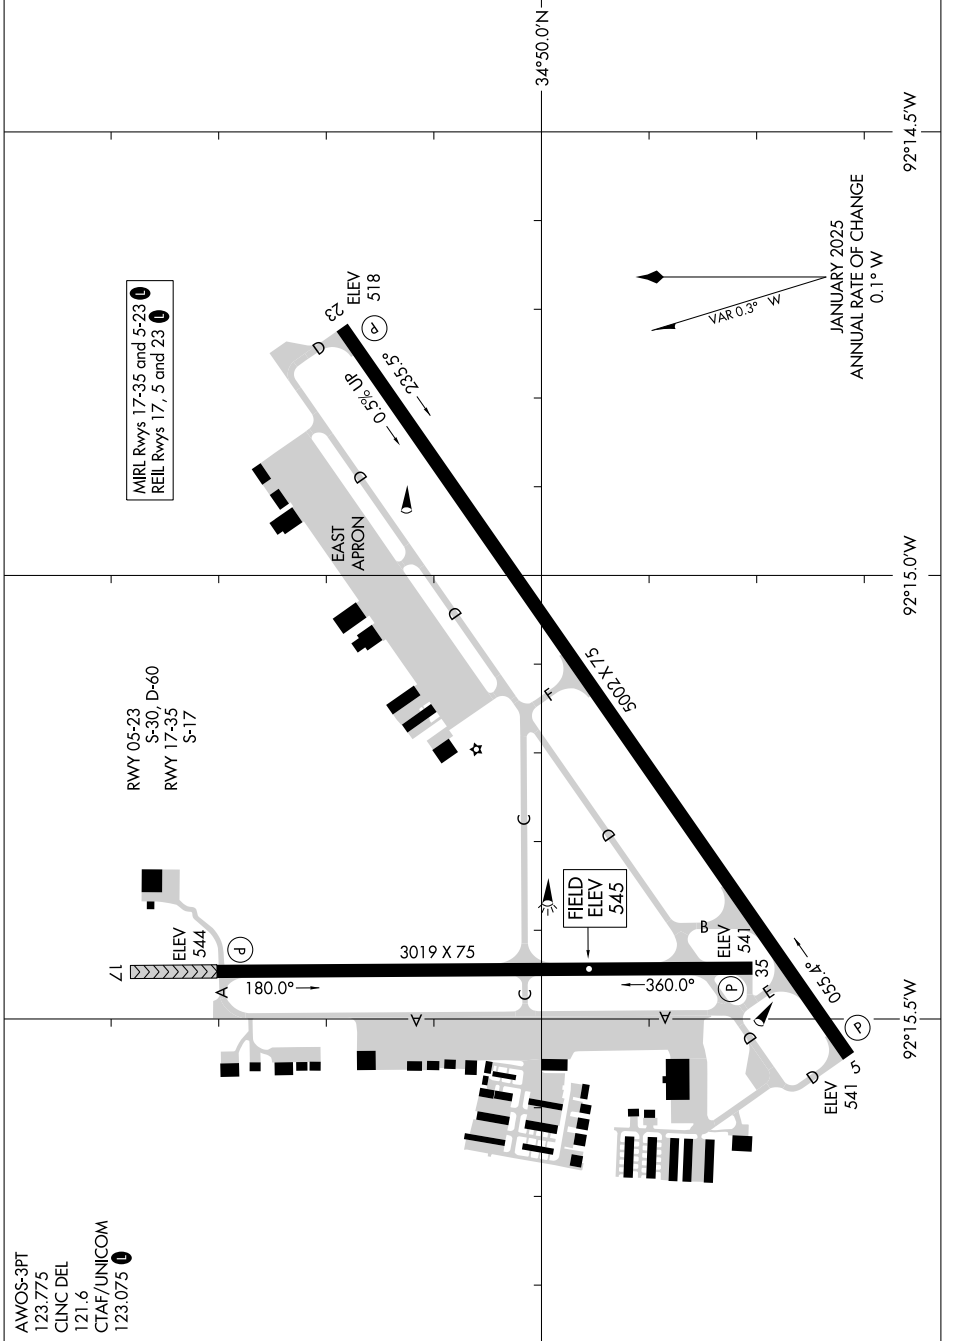 AWOS-3PT
123.775
CLNC DEL
121.6
CTAF/UNICOM
123.075 L
RWY 05-23
S-30, D-60
RWY 17-35
S-17
MIRL Rwys 17-35 and 5-23 L
REIL Rwys 17, 5 and 23 L
34°50.0'N
92°14.5'W
92°15.0'W
92°15.5'W
JANUARY 2025
ANNUAL RATE OF CHANGE
0.1° W
VAR 0.3° W
23
ELEV
518
P
D
235.5°
0.5% UP
D
EAST
APRON
D
F
5002 X 75
C
D
FIELD
ELEV
545
17
ELEV
544
P
A
180.0°
3019 X 75
C
A
A
360.0°
B
ELEV
541
35
P
F
D
055.4°
P
5
D
ELEV
541